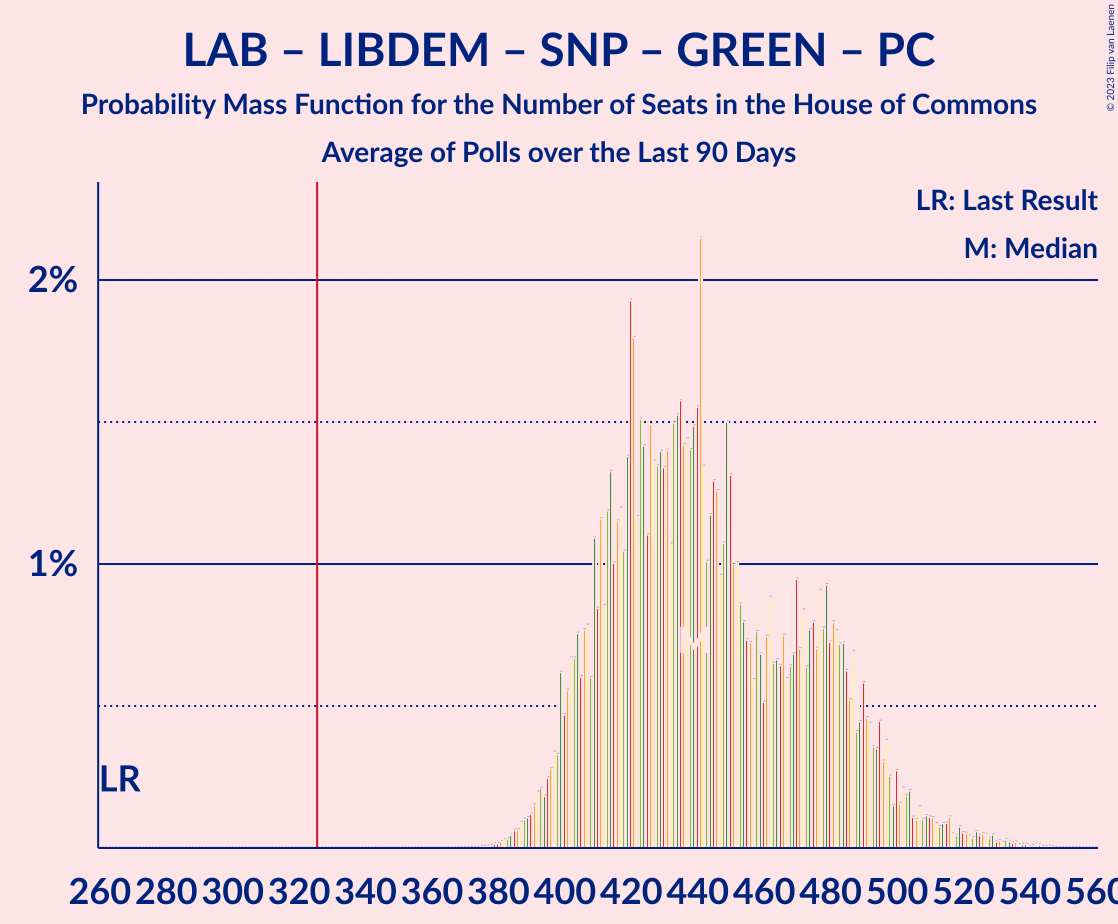 LAB – LIBDEM – SNP – GREEN – PC
Probability Mass Function for the Number of Seats in the House of Commons
Average of Polls over the Last 90 Days
© 2023 Filip van Laenen
LR: Last Result
M: Median
2%
1%
LR
M
260 280 300 320 340 360 380 400 420 440 460 480 500 520 540 560